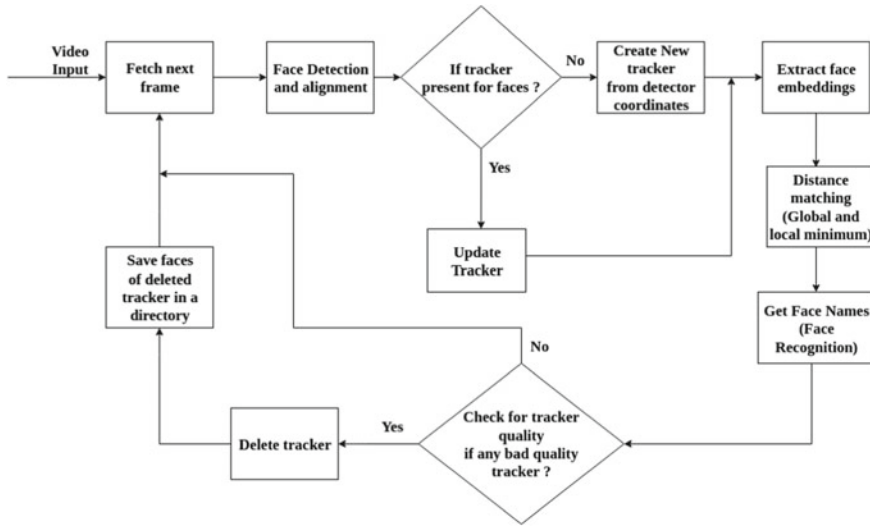 Video
Input
Fetch next
frame
Face Detection
and alignment
If tracker
present for faces ?
No
Create New
tracker
from detector
coordinates
Extract face
embeddings
Yes
Distance
matching
(Global and
local minimum)
Update
Tracker
Save faces
of deleted
tracker in a
directory
Get Face Names
(Face
Recognition)
No
Check for tracker
quality
if any bad quality
tracker ?
Yes
Delete tracker